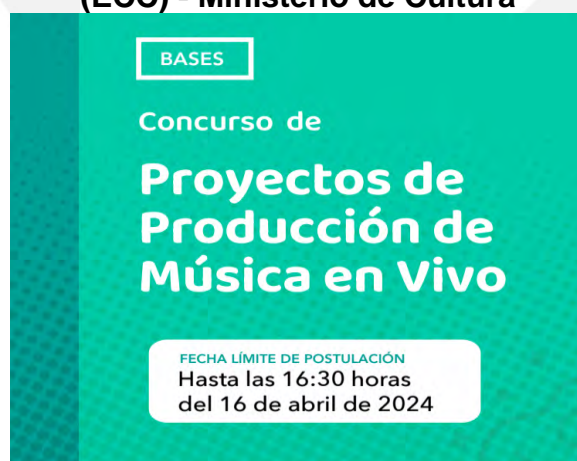 (ECC) - Ministerio de Cultura
BASES
Concurso de
Proyectos de
Producción de
Música en Vivo
FECHA LÍMITE DE POSTULACIÓN
Hasta las 16:30 horas
del 16 de abril de 2024